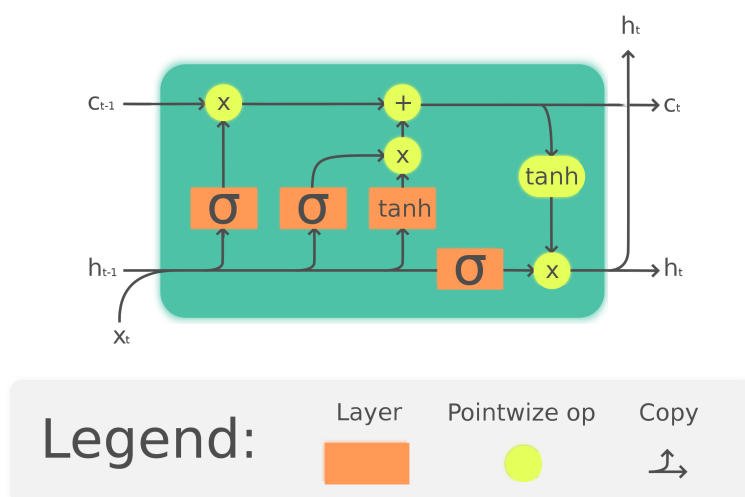 hₜ
cₜ₋₁ x + cₜ
x
tanh
σ σ tanh
hₜ₋₁ σ x hₜ
xₜ
Layer Pointwize op Copy
Legend: